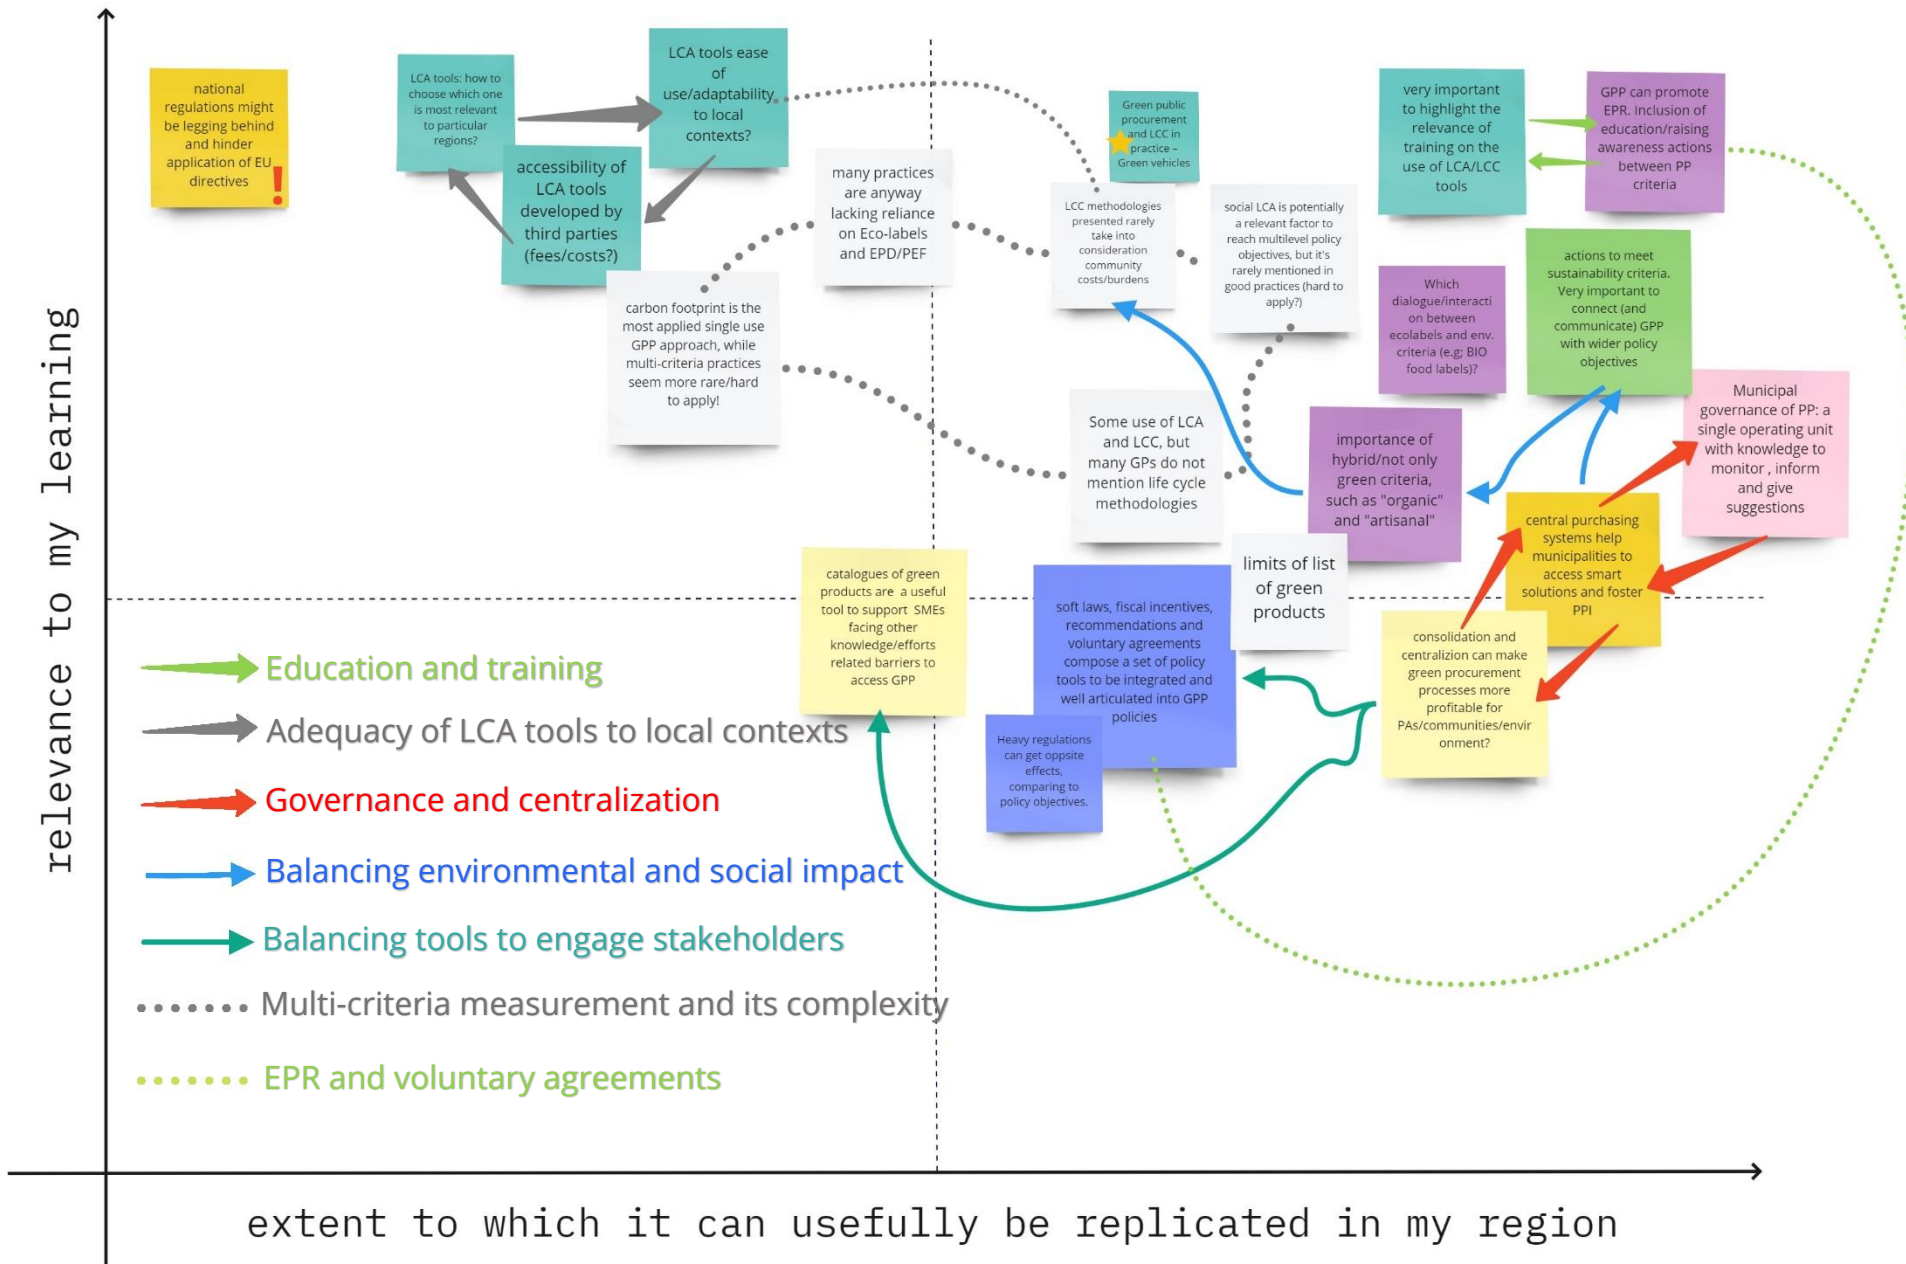 national
regulations might
be legging behind
and hinder
application of EU
directives
LCA tools: how to
choose which one
is most relevant
to particular
regions?
LCA tools ease
of
use/adaptability
to local
contexts?
accessibility of
LCA tools
developed by
third parties
(fees/costs?)
many practices
are anyway
lacking reliance
on Eco-labels
and EPD/PEF
carbon footprint is the
most applied single use
GPP approach, while
multi-criteria practices
seem more rare/hard
to apply!
Green public
procurement
and LCC in
practice –
Green vehicles
LCC methodologies
presented rarely
take into
consideration
community
costs/burdens
social LCA is potentially
a relevant factor to
reach multilevel policy
objectives, but it's
rarely mentioned in
good practices (hard to
apply?)
very important
to highlight the
relevance of
training on the
use of LCA/LCC
tools
GPP can promote
EPR. Inclusion of
education/raising
awareness actions
between PP
criteria
Which
dialogue/interacti
on between
ecolabels and env.
criteria (e.g; BIO
food labels)?
actions to meet
sustainability criteria.
Very important to
connect (and
communicate) GPP
with wider policy
objectives
Municipal
governance of PP: a
single operating unit
with knowledge to
monitor , inform
and give
suggestions
Some use of LCA
and LCC, but
many GPs do not
mention life cycle
methodologies
importance of
hybrid/not only
green criteria,
such as "organic"
and "artisanal"
central purchasing
systems help
municipalities to
access smart
solutions and foster
PPI
limits of list
of green
products
catalogues of green
products are a useful
tool to support SMEs
facing other
knowledge/efforts
related barriers to
access GPP
soft laws, fiscal incentives,
recommendations and
voluntary agreements
compose a set of policy
tools to be integrated and
well articulated into GPP
policies
Heavy regulations
can get oppsite
effects,
comparing to
policy objectives.
consolidation and
centralizion can make
green procurement
processes more
profitable for
PAs/communities/envir
onment?
Education and training
Adequacy of LCA tools to local contexts
Governance and centralization
Balancing environmental and social impact
Balancing tools to engage stakeholders
Multi-criteria measurement and its complexity
EPR and voluntary agreements
relevance to my learning
extent to which it can usefully be replicated in my region